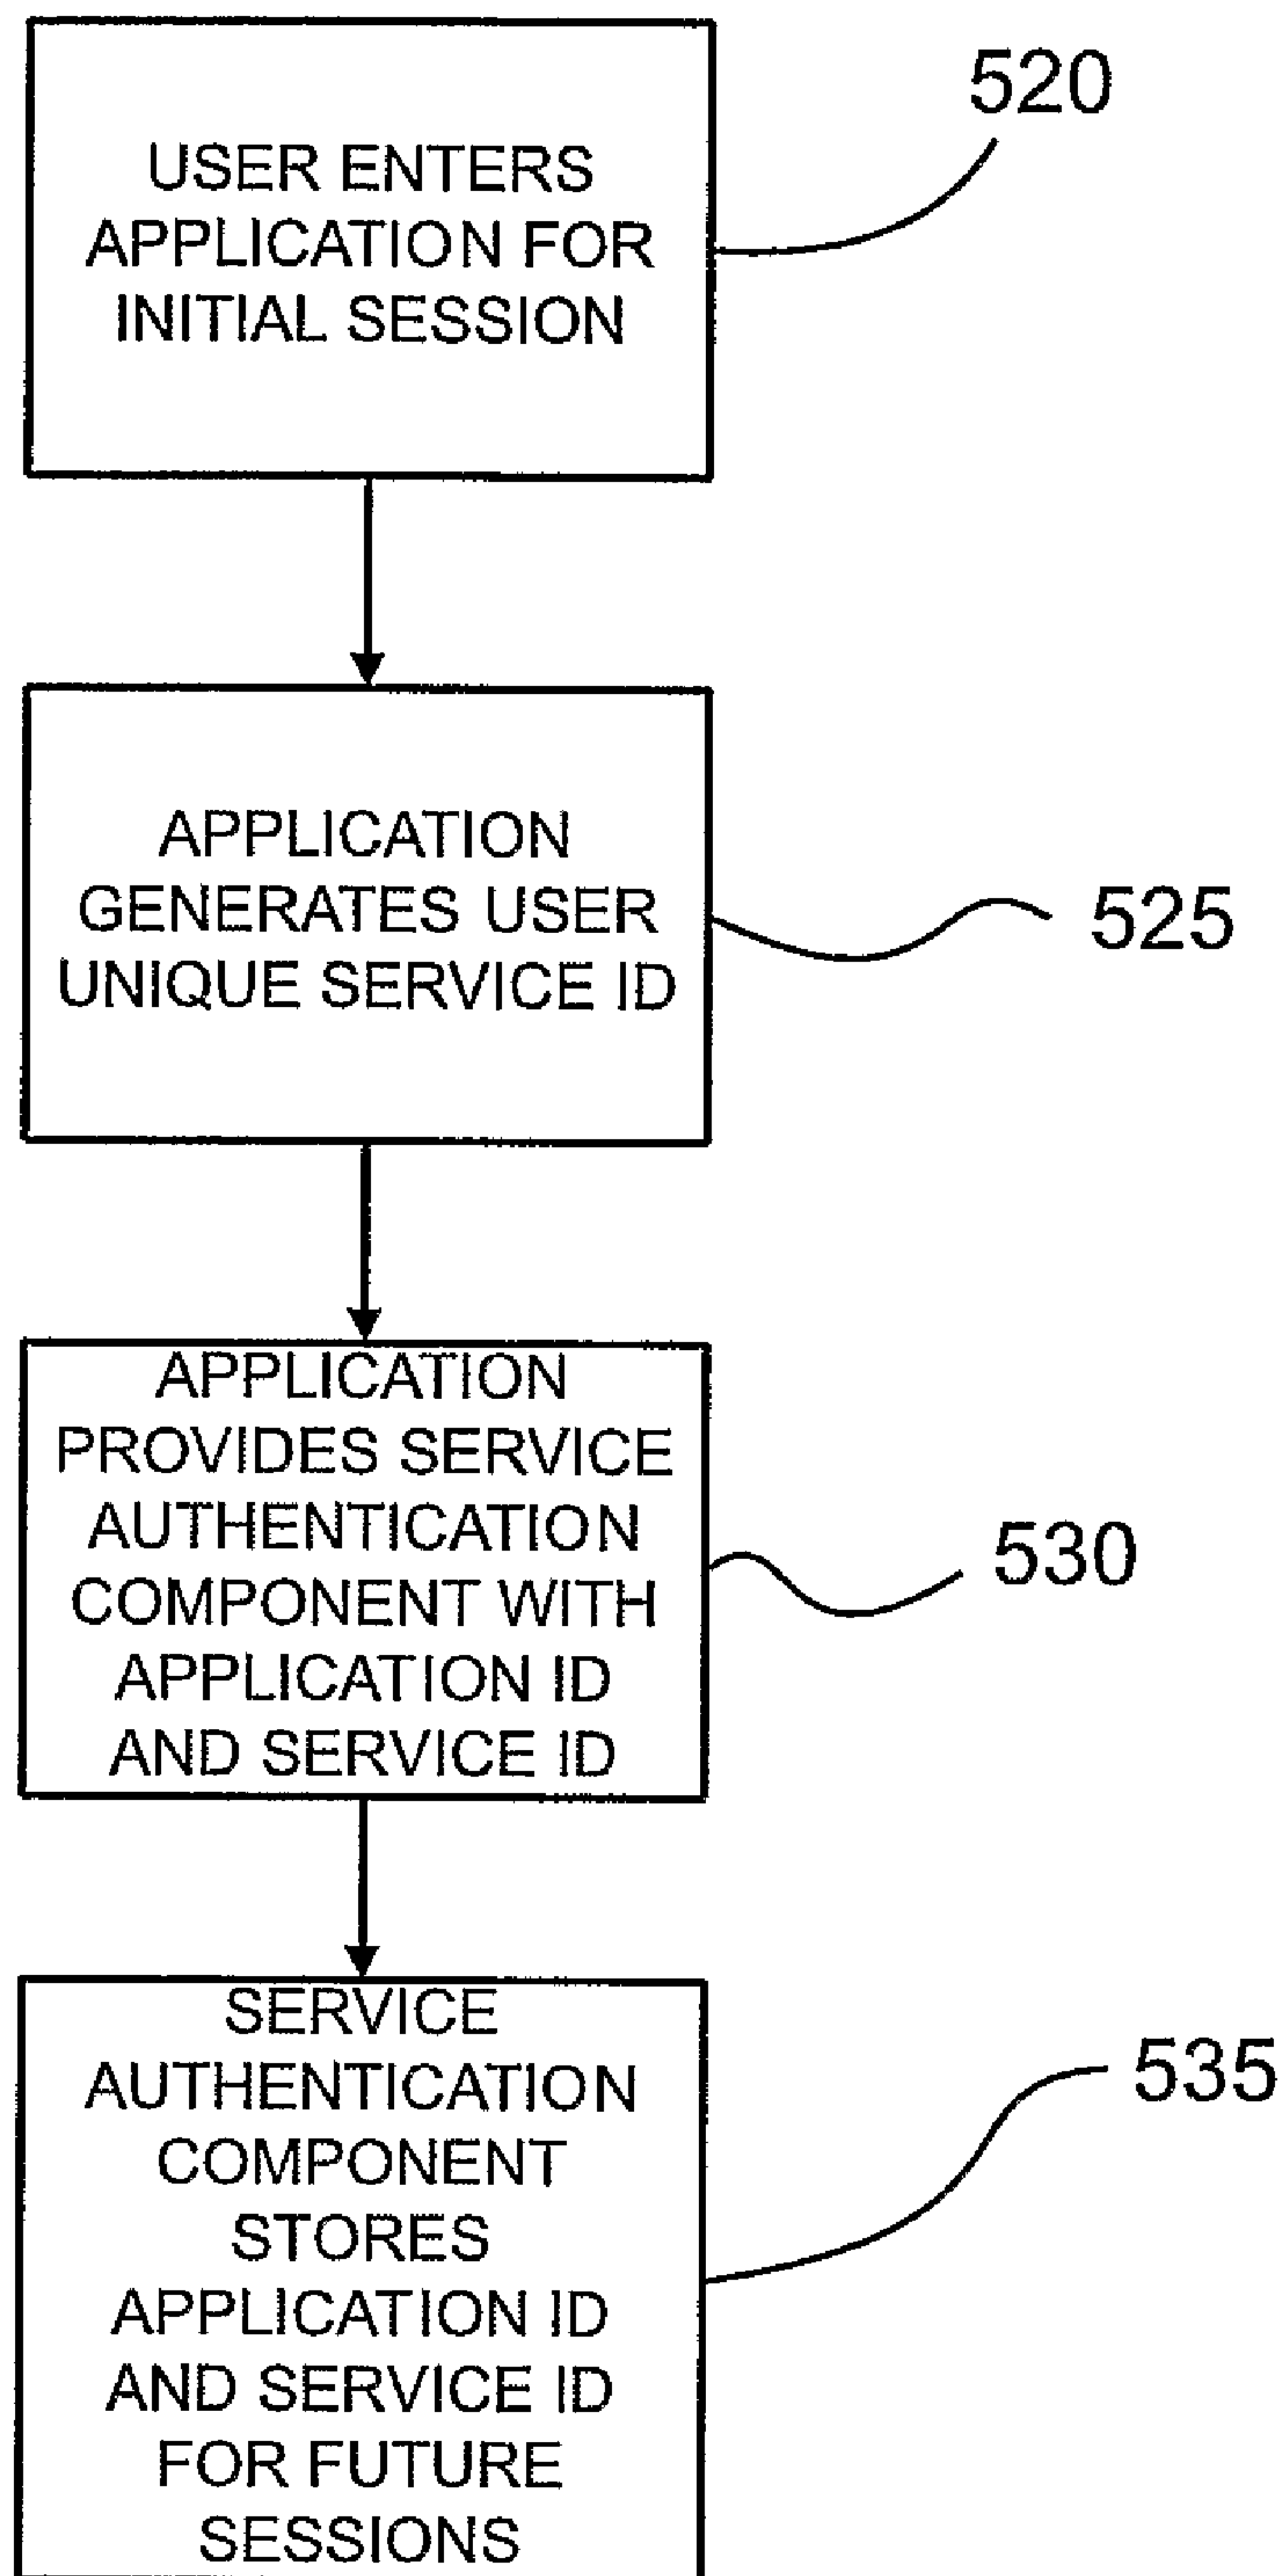 USER ENTERS
APPLICATION FOR
INITIAL SESSION
520
APPLICATION
GENERATES USER
UNIQUE SERVICE ID
525
APPLICATION
PROVIDES SERVICE
AUTHENTICATION
COMPONENT WITH
APPLICATION ID
AND SERVICE ID
530
SERVICE
AUTHENTICATION
COMPONENT
STORES
APPLICATION ID
AND SERVICE ID
FOR FUTURE
SESSIONS
535